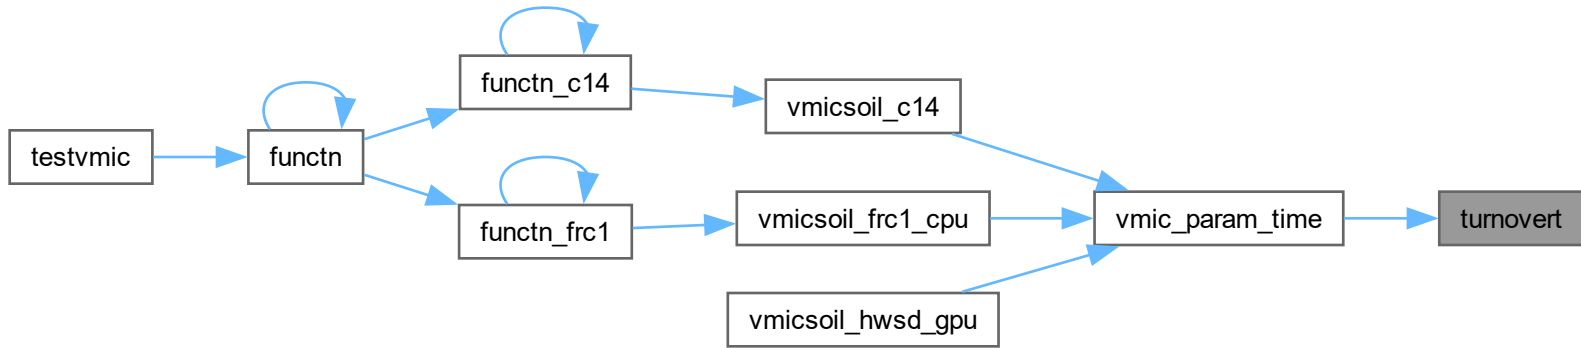 testvmic
functn
functn_c14
functn_frc1
vmicsoil_c14
vmicsoil_frc1_cpu
vmicsoil_hwsd_gpu
vmic_param_time
turnovert